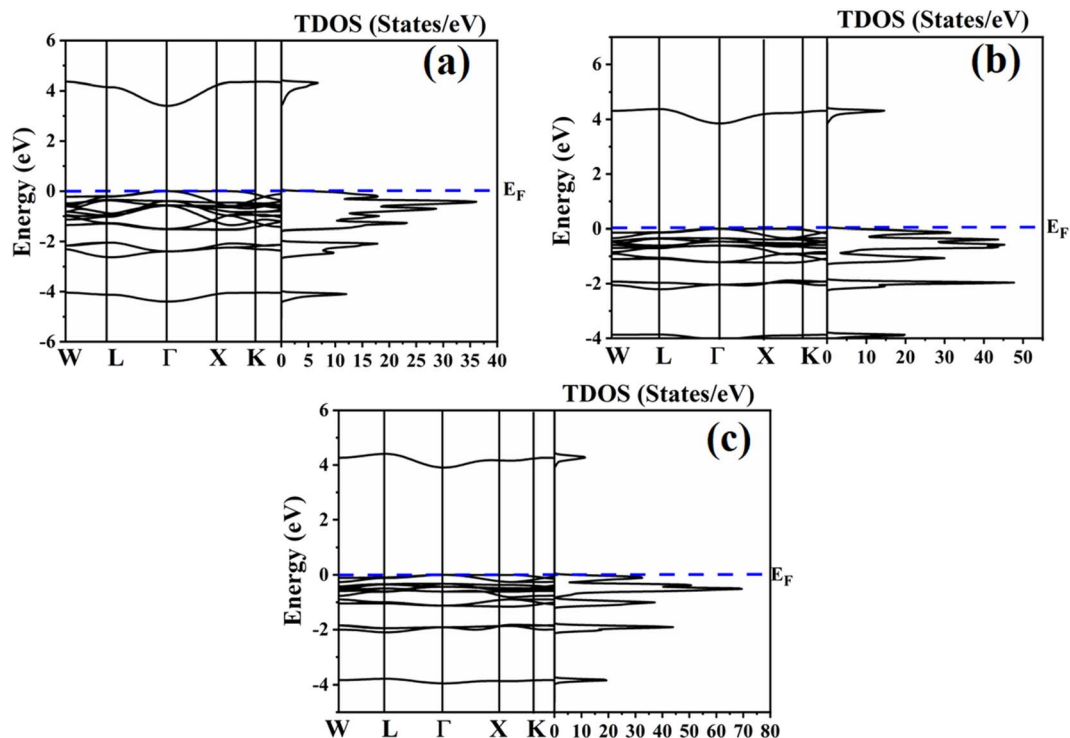 TDOS (States/eV)
(a)
Energy (eV)
6
4
2
0
-2
-4
-6
E_F
W L Γ X K 0 5 10 15 20 25 30 35 40
TDOS (States/eV)
(b)
Energy (eV)
6
4
2
0
-2
-4
E_F
W L Γ X K 0 10 20 30 40 50
TDOS (States/eV)
(c)
Energy (eV)
6
4
2
0
-2
-4
E_F
W L Γ X K 0 10 20 30 40 50 60 70 80